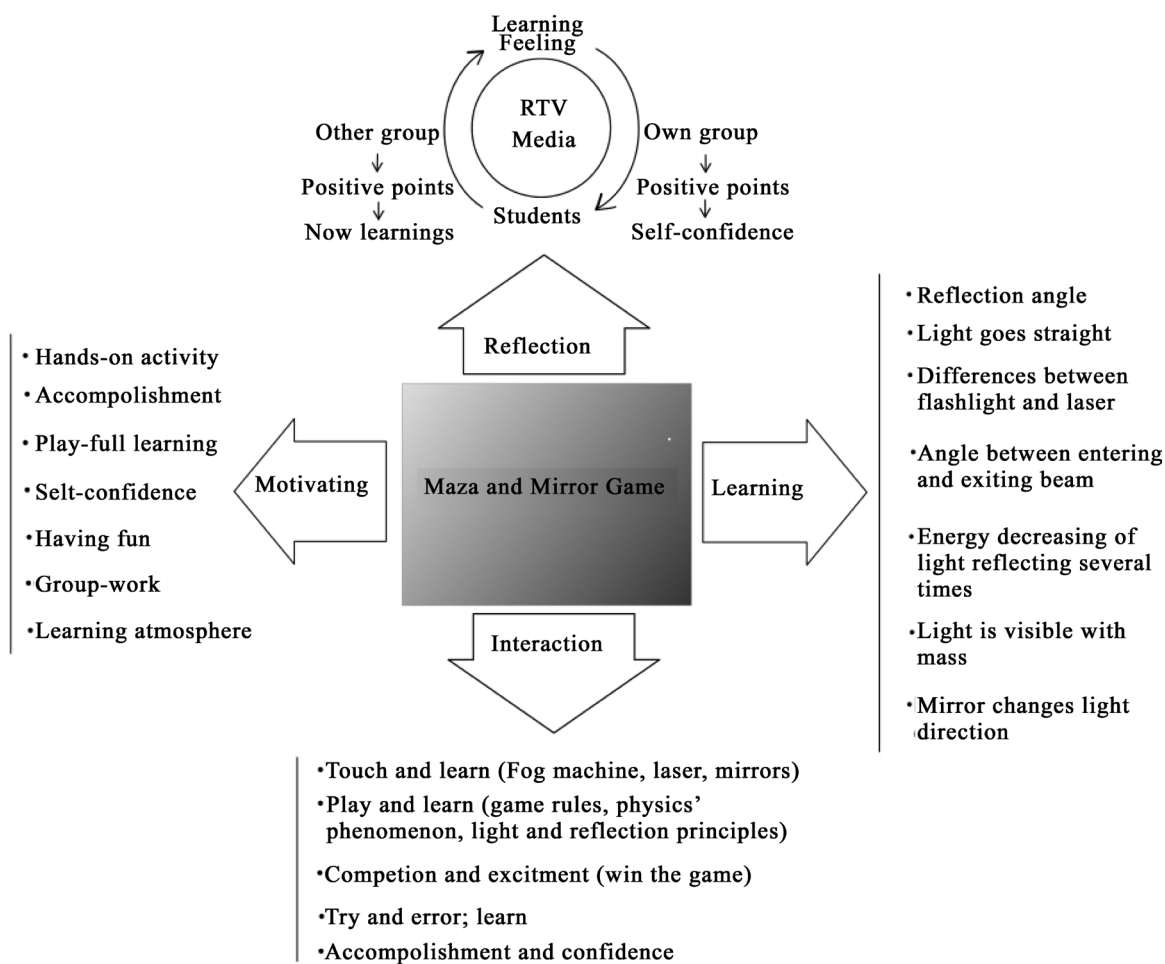 Learning
Feeling
RTV
Media
Other group
Positive points
Now learnings
Own group
Positive points
Self-confidence
Students
Reflection
• Hands-on activity
• Accompolishment
• Play-full learning
• Selt-confidence
• Having fun
• Group-work
• Learning atmosphere
Motivating
Maza and Mirror Game
Learning
• Reflection angle
• Light goes straight
• Differences between
flashlight and laser
• Angle between entering
and exiting beam
• Energy decreasing of
light reflecting several
times
• Light is visible with
mass
• Mirror changes light
direction
Interaction
• Touch and learn (Fog machine, laser, mirrors)
• Play and learn (game rules, physics’
phenomenon, light and reflection principles)
• Competion and excitment (win the game)
• Try and error; learn
• Accompolishment and confidence